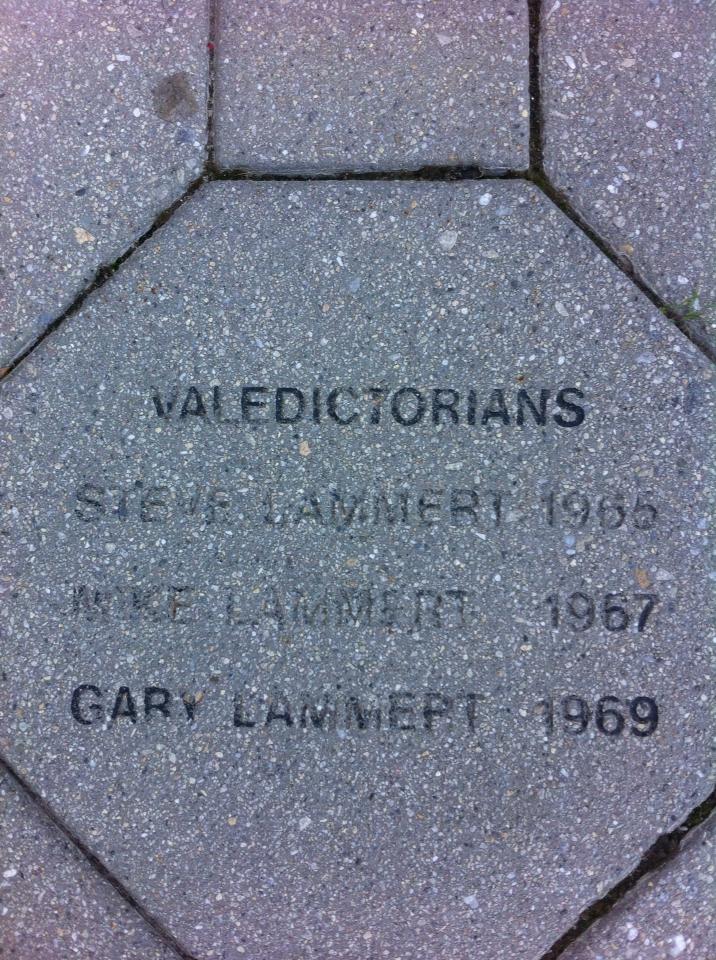 VALEDICTORIANS
STEVE LAMMERT 1965
MIKE LAMMERT 1967
GARY LAMMERT 1969